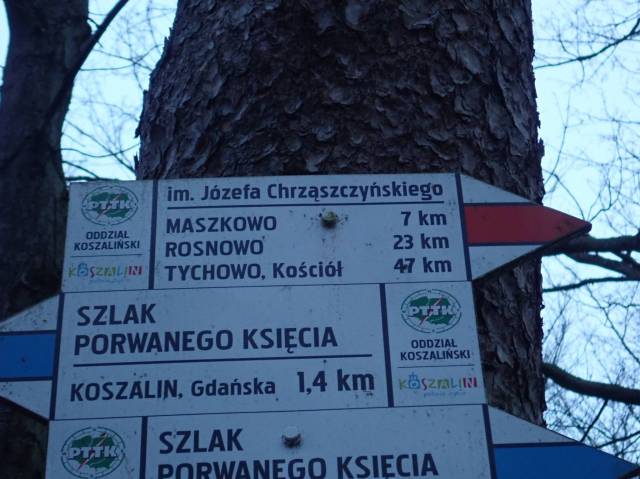 PTTK
ODDZIAŁ
KOSZALIŃSKI
KOSZALIN
im. Józefa Chrząszczyńskiego
MASZKOWO 7 km
ROSNOWO 23 km
TYCHOWO, Kościół 47 km
SZLAK
PORWANEGO KSIĘCIA
KOSZALIN, Gdańska 1,4 km
PTTK
ODDZIAŁ
KOSZALIŃSKI
KOSZALIN
PTTK
SZLAK
PORWANEGO KSIĘCIA